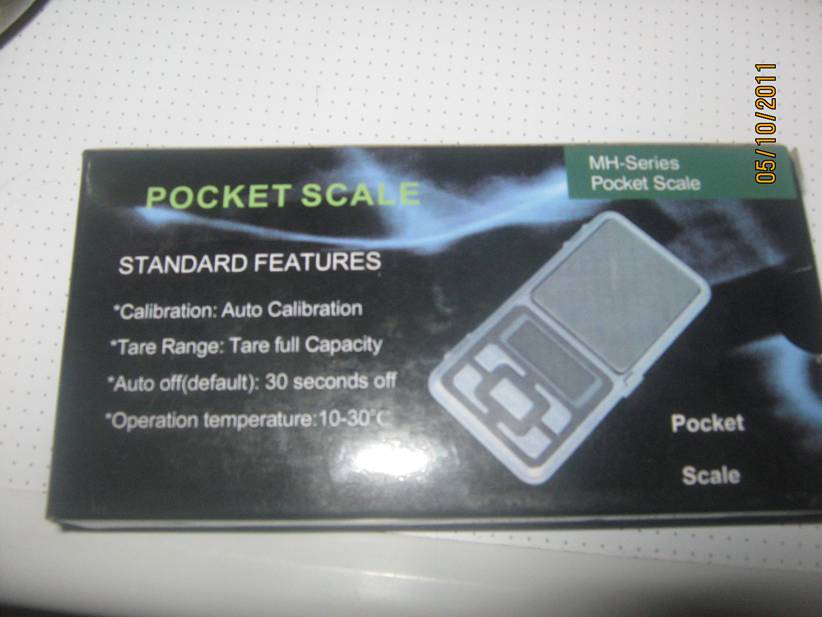 05/10/2011
MH-Series
Pocket Scale
POCKET SCALE
STANDARD FEATURES
*Calibration: Auto Calibration
*Tare Range: Tare full Capacity
*Auto off(default): 30 seconds off
*Operation temperature:10-30°C
Pocket
Scale